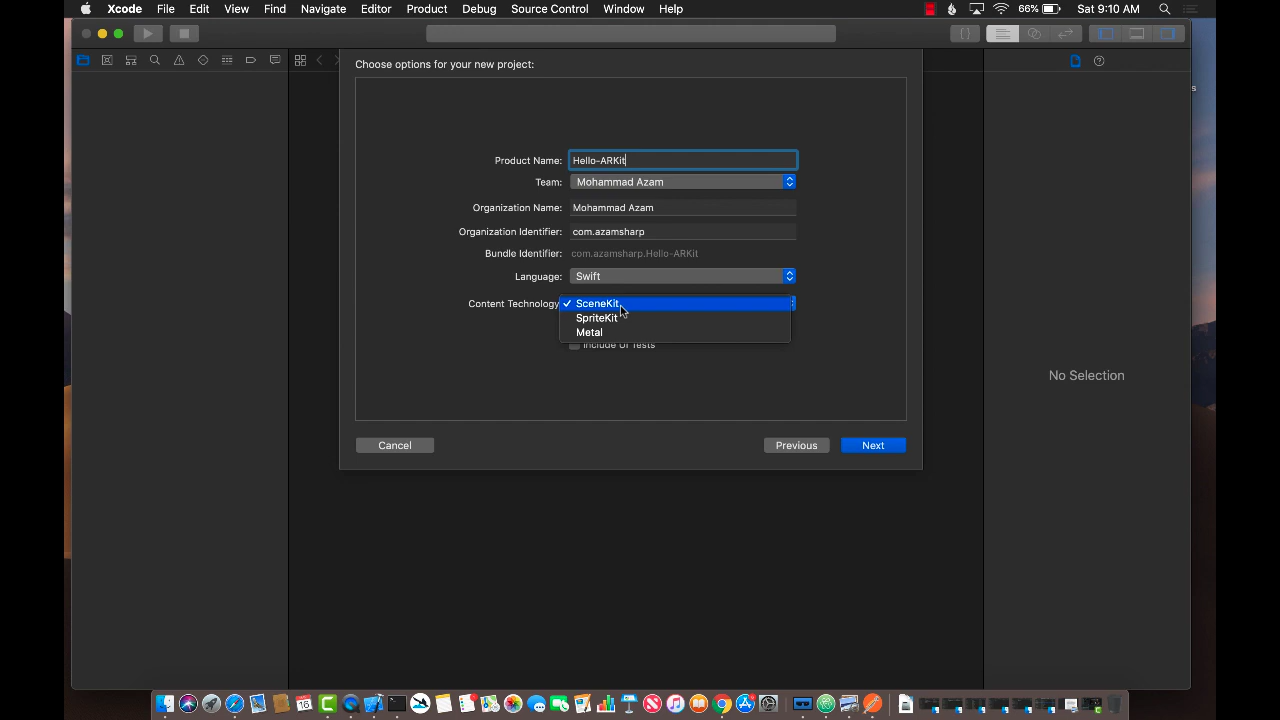 Xcode File Edit View Find Navigate Editor Product Debug Source Control Window Help 66% Sat 9:10 AM
Choose options for your new project:
Product Name: Hello-ARKit
Team: Mohammad Azam
Organization Name: Mohammad Azam
Organization Identifier: com.azamsharp
Bundle Identifier: com.azamsharp.Hello-ARKit
Language: Swift
Content Technology ✓ SceneKit
SpriteKit
Metal
Include UI Tests
No Selection
Cancel Previous Next